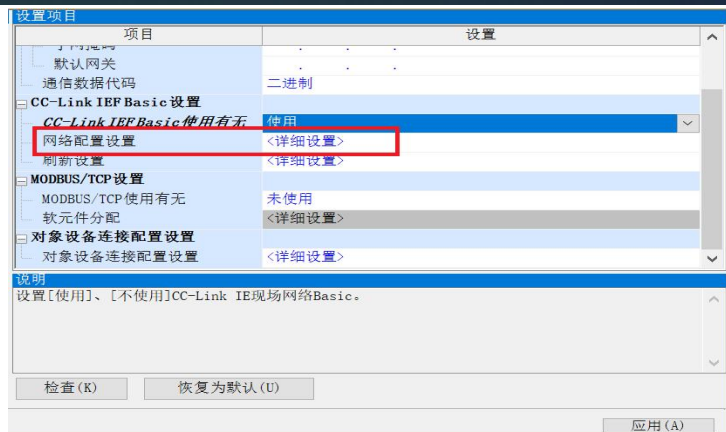 设置项目
项目 设置
默认网关 . . .
通信数据代码 二进制
CC-Link IEF Basic设置
CC-Link IEF Basic使用有无 使用
网络配置设置 <详细设置>
刷新设置 <详细设置>
MODBUS/TCP设置
MODBUS/TCP使用有无 未使用
软元件分配 <详细设置>
对象设备连接配置设置
对象设备连接配置设置 <详细设置>
说明
设置[使用]、[不使用]CC-Link IE现场网络Basic。
检查(K) 恢复为默认(U)
应用(A)